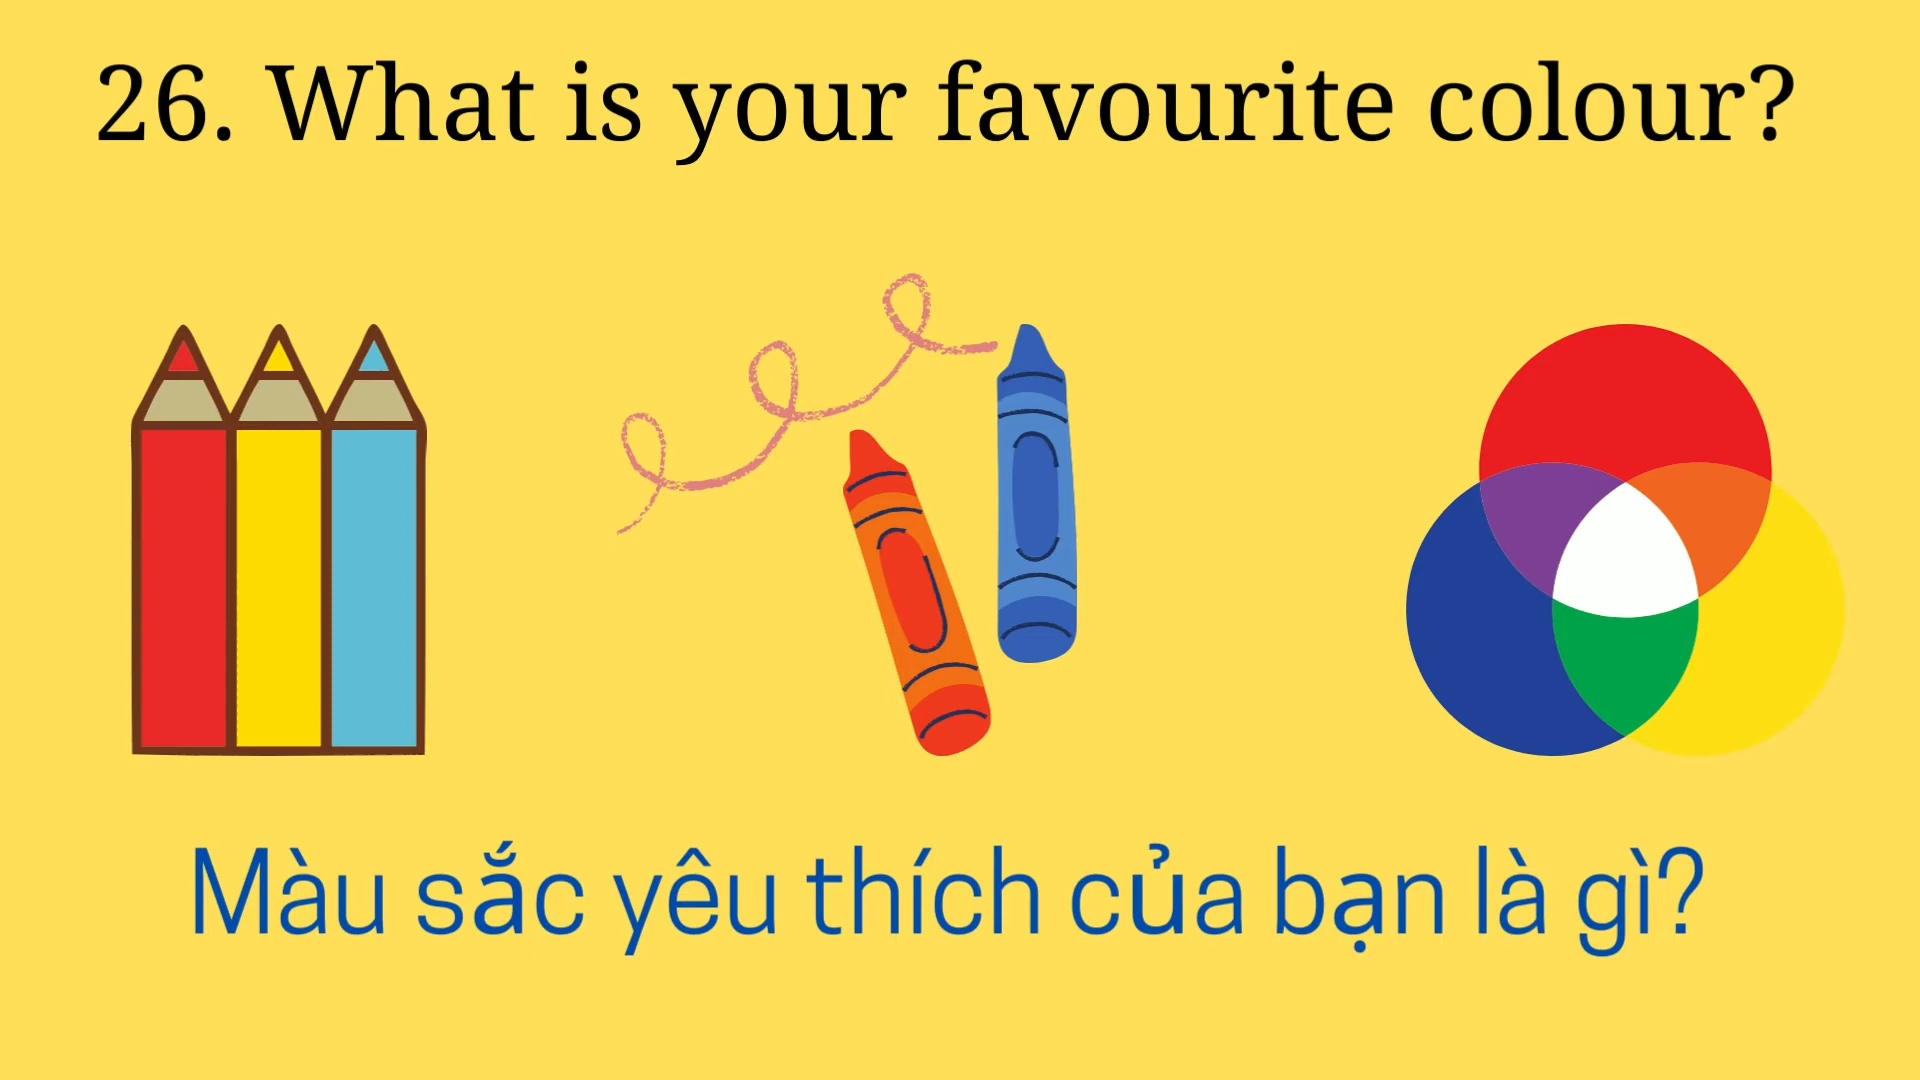 26. What is your favourite colour?
Màu sắc yêu thích của bạn là gì?